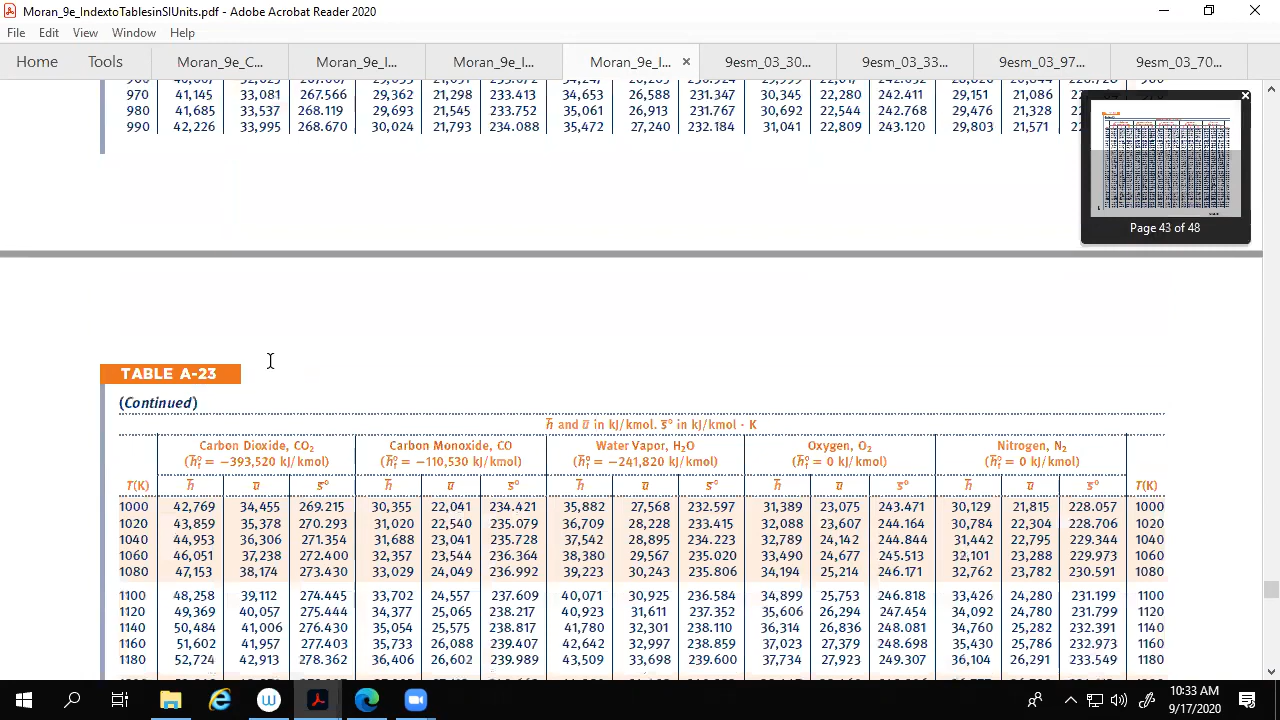 Moran_9e_IndextoTablesinSIUnits.pdf - Adobe Acrobat Reader 2020
File Edit View Window Help
Home Tools Moran_9e_C... Moran_9e_I... Moran_9e_I... Moran_9e_I... × 9esm_03_30... 9esm_03_33... 9esm_03_97... 9esm_03_70...
970 41,145 33,081 267.566 29,362 21,298 233.413 34,653 26,588 231.347 30,345 22,280 242.411 29,151 21,086
980 41,685 33,537 268.119 29,693 21,545 233.752 35,061 26,913 231.767 30,692 22,544 242.768 29,476 21,328
990 42,226 33,995 268.670 30,024 21,793 234.088 35,472 27,240 232.184 31,041 22,809 243.120 29,803 21,571
Page 43 of 48
TABLE A-23
(Continued)
h̄ and ū in kJ/kmol. s̄° in kJ/kmol · K
Carbon Dioxide, CO₂ Carbon Monoxide, CO Water Vapor, H₂O Oxygen, O₂ Nitrogen, N₂
(h̄f° = −393,520 kJ/kmol) (h̄f° = −110,530 kJ/kmol) (h̄f° = −241,820 kJ/kmol) (h̄f° = 0 kJ/kmol) (h̄f° = 0 kJ/kmol)
T(K) h̄ ū s̄° h̄ ū s̄° h̄ ū s̄° h̄ ū s̄° h̄ ū s̄° T(K)
1000 42,769 34,455 269.215 30,355 22,041 234.421 35,882 27,568 232.597 31,389 23,075 243.471 30,129 21,815 228.057 1000
1020 43,859 35,378 270.293 31,020 22,540 235.079 36,709 28,228 233.415 32,088 23,607 244.164 30,784 22,304 228.706 1020
1040 44,953 36,306 271.354 31,688 23,041 235.728 37,542 28,895 234.223 32,789 24,142 244.844 31,442 22,795 229.344 1040
1060 46,051 37,238 272.400 32,357 23,544 236.364 38,380 29,567 235.020 33,490 24,677 245.513 32,101 23,288 229.973 1060
1080 47,153 38,174 273.430 33,029 24,049 236.992 39,223 30,243 235.806 34,194 25,214 246.171 32,762 23,782 230.591 1080
1100 48,258 39,112 274.445 33,702 24,557 237.609 40,071 30,925 236.584 34,899 25,753 246.818 33,426 24,280 231.199 1100
1120 49,369 40,057 275.444 34,377 25,065 238.217 40,923 31,611 237.352 35,606 26,294 247.454 34,092 24,780 231.799 1120
1140 50,484 41,006 276.430 35,054 25,575 238.817 41,780 32,301 238.110 36,314 26,836 248.081 34,760 25,282 232.391 1140
1160 51,602 41,957 277.403 35,733 26,088 239.407 42,642 32,997 238.859 37,023 27,379 248.698 35,430 25,786 232.973 1160
1180 52,724 42,913 278.362 36,406 26,602 239.989 43,509 33,698 239.600 37,734 27,923 249.307 36,104 26,291 233.549 1180
10:33 AM
9/17/2020